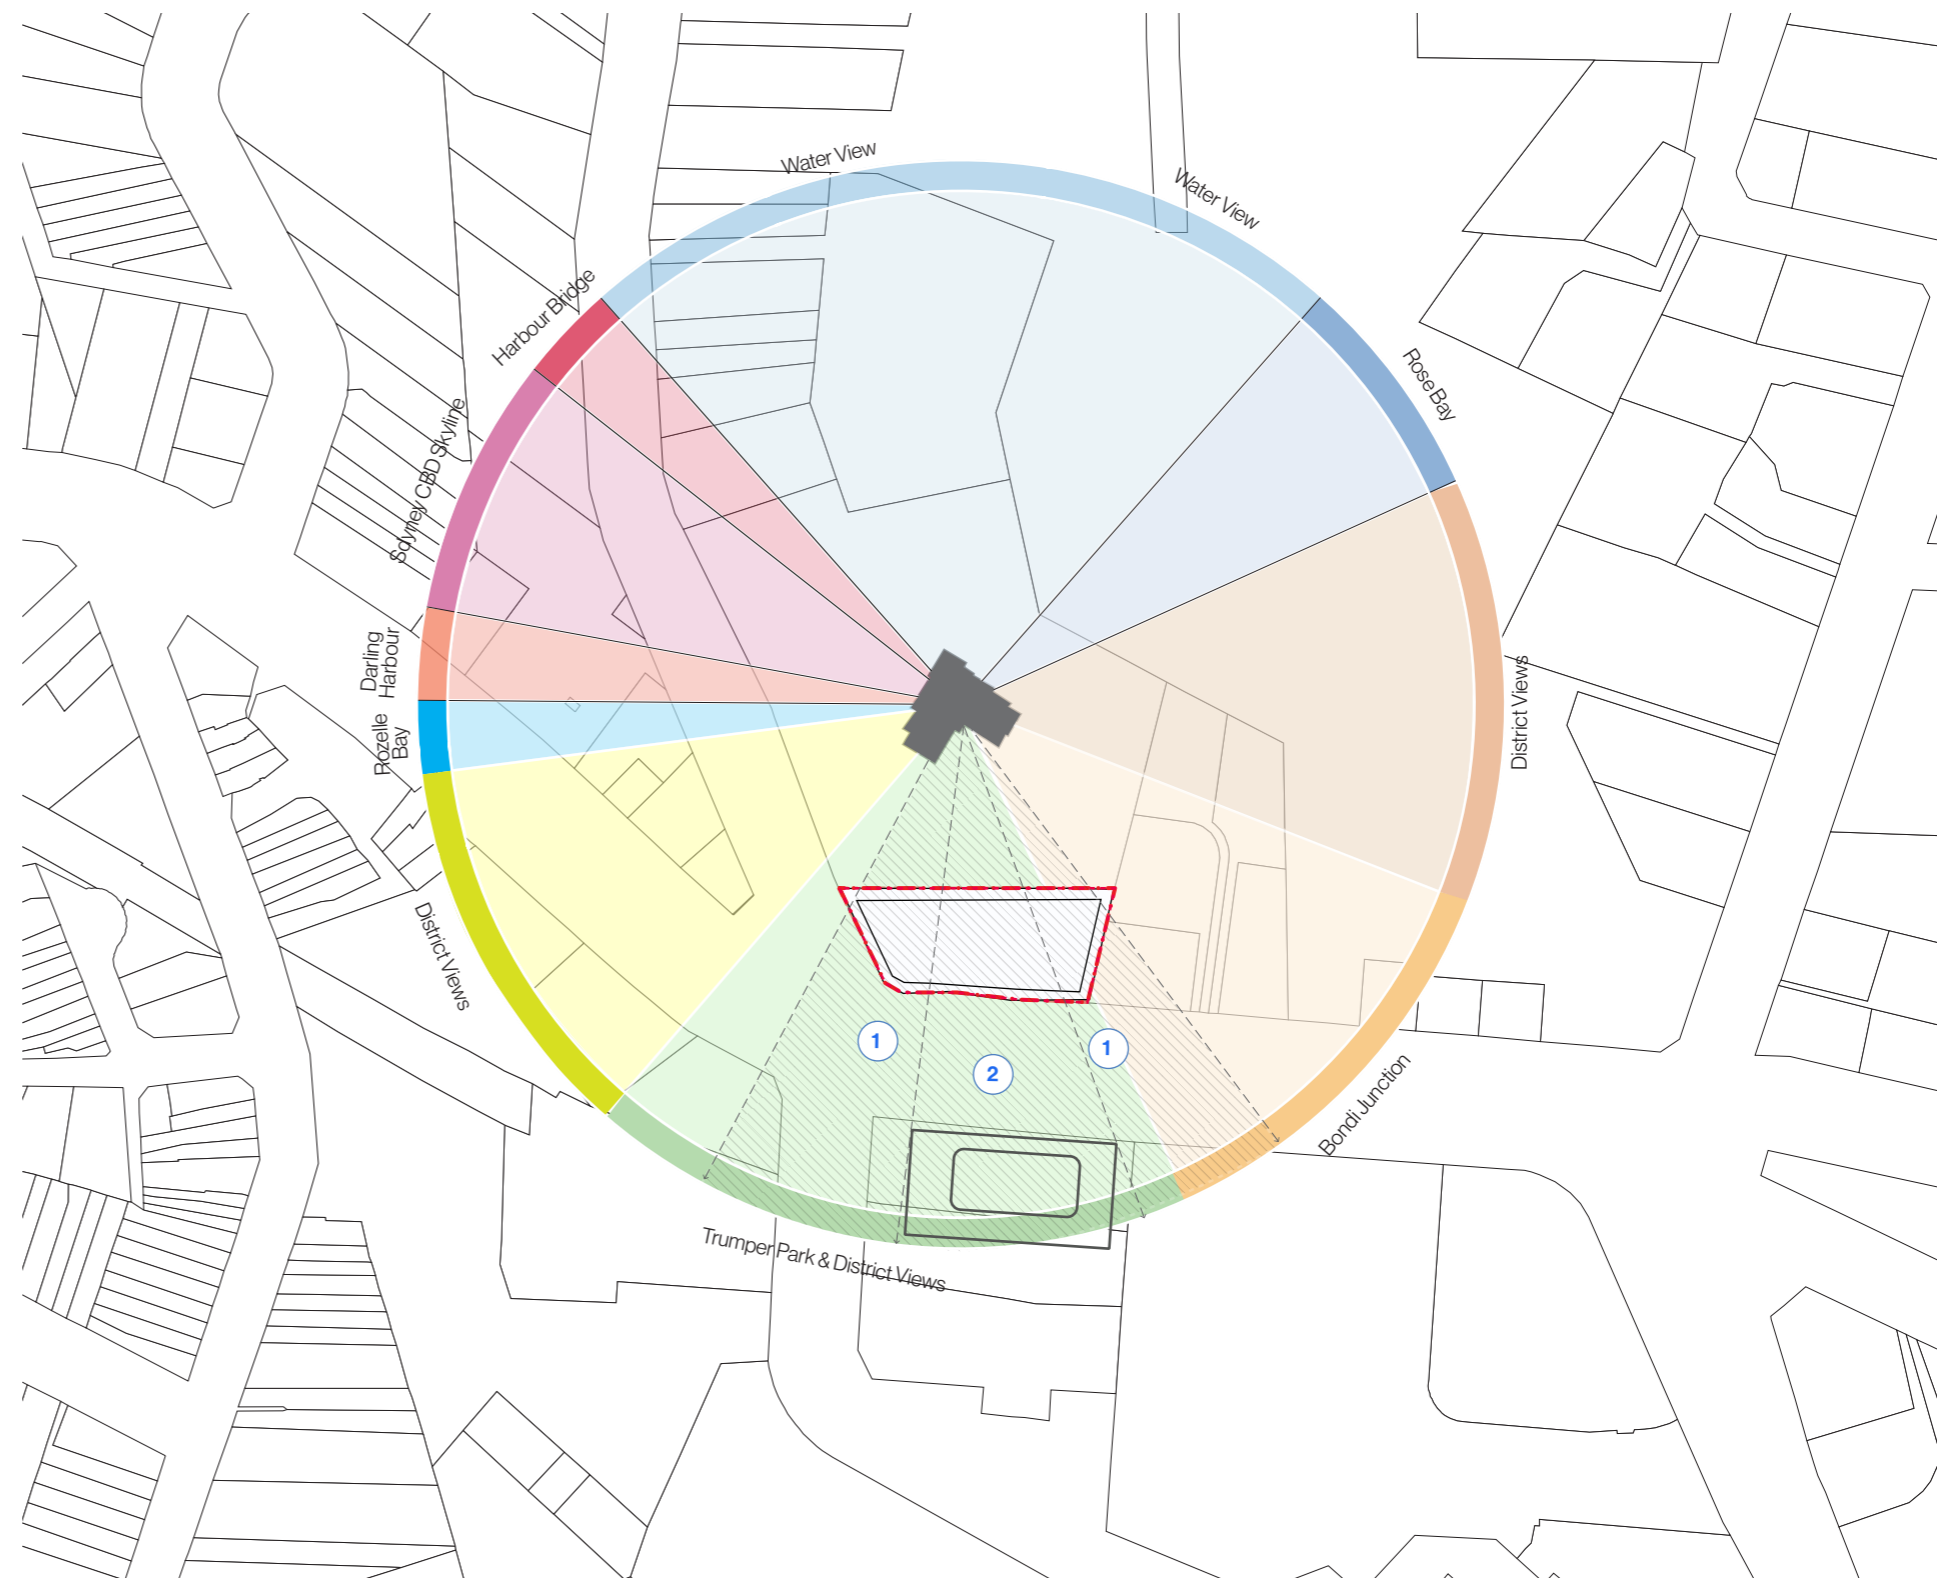 Water View
Water View
Harbour Bridge
Rose Bay
Sdyney CBD Skyline
Darling
Harbour
District Views
Rozelle
Bay
District Views
1
1
2
Bondi Junction
Trumper Park & District Views